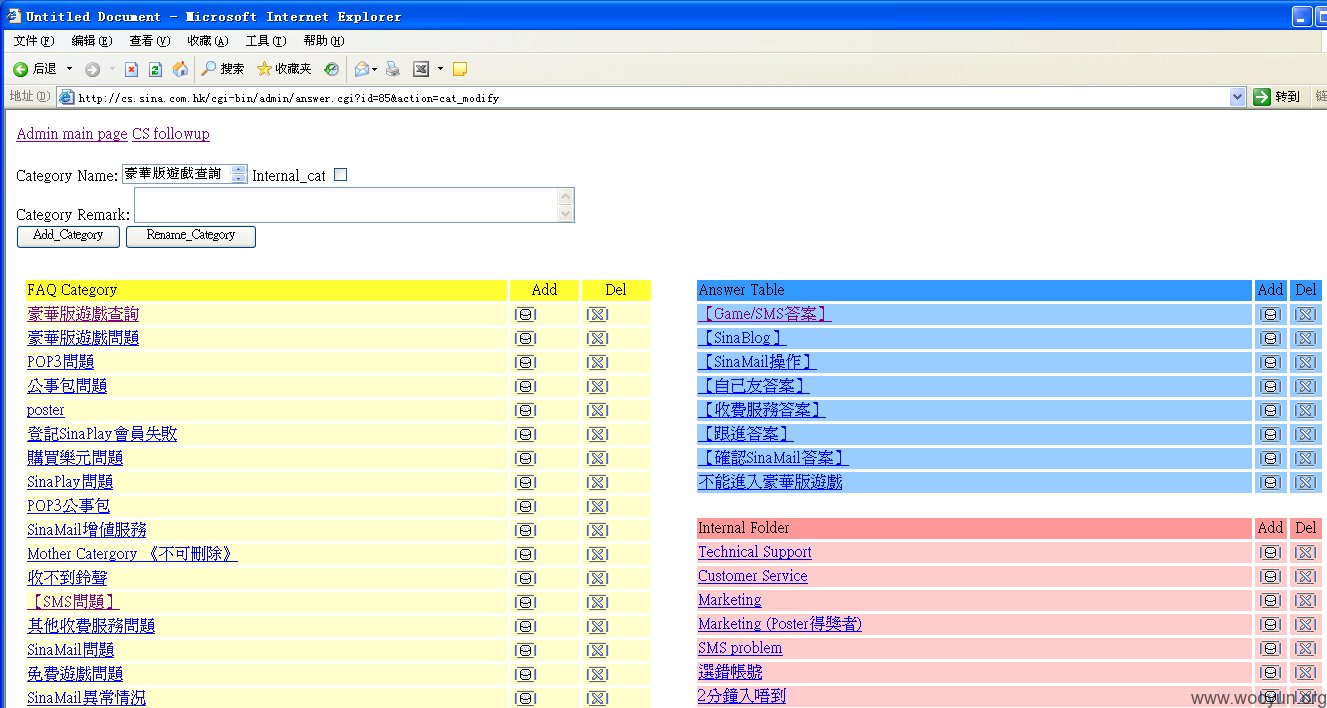 Untitled Document - Microsoft Internet Explorer
文件(F) 编辑(E) 查看(V) 收藏(A) 工具(T) 帮助(H)
后退 搜索 收藏夹
地址(D) http://cs.sina.com.hk/cgi-bin/admin/answer.cgi?id=85&action=cat_modify 转到 链
Admin main page CS followup
Category Name: 豪華版遊戲查詢 Internal_cat
Category Remark:
Add_Category Rename_Category
FAQ Category Add Del
豪華版遊戲查詢
豪華版遊戲問題
POP3問題
公事包問題
poster
登記SinaPlay會員失敗
購買樂元問題
SinaPlay問題
POP3公事包
SinaMail增值服務
Mother Catergory 《不可刪除》
收不到鈴聲
【SMS問題】
其他收費服務問題
SinaMail問題
免費遊戲問題
SinaMail異常情況
Answer Table Add Del
【Game/SMS答案】
【SinaBlog】
【SinaMail操作】
【自己友答案】
【收費服務答案】
【跟進答案】
【確認SinaMail答案】
不能進入豪華版遊戲
Internal Folder Add Del
Technical Support
Customer Service
Marketing
Marketing (Poster得獎者)
SMS problem
選錯帳號
2分鐘入唔到
www.wooyun.org